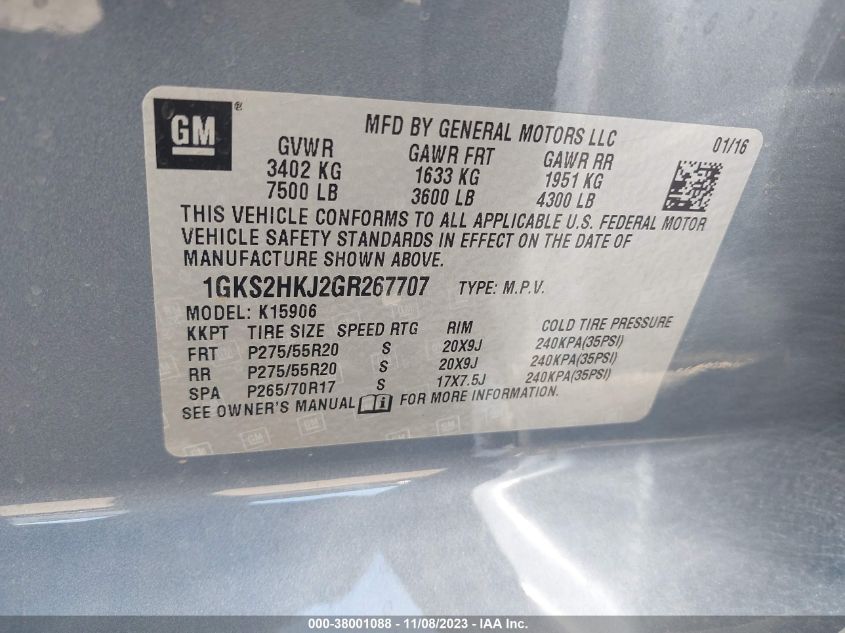 GM®
MFD BY GENERAL MOTORS LLC 01/16
GVWR GAWR FRT GAWR RR
3402 KG 1633 KG 1951 KG
7500 LB 3600 LB 4300 LB
THIS VEHICLE CONFORMS TO ALL APPLICABLE U.S. FEDERAL MOTOR
VEHICLE SAFETY STANDARDS IN EFFECT ON THE DATE OF
MANUFACTURE SHOWN ABOVE.
1GKS2HKJ2GR267707 TYPE: M.P.V.
MODEL: K15906
KKPT TIRE SIZE SPEED RTG RIM COLD TIRE PRESSURE
FRT P275/55R20 S 20X9J 240KPA(35PSI)
RR P275/55R20 S 20X9J 240KPA(35PSI)
SPA P265/70R17 S 17X7.5J 240KPA(35PSI)
SEE OWNER'S MANUAL i FOR MORE INFORMATION.
000-38001088 - 11/08/2023 - IAA Inc.